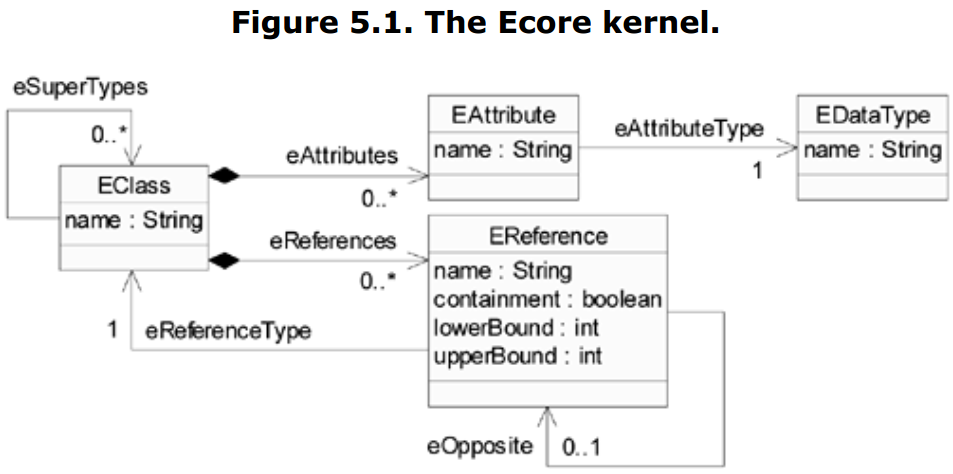 Figure 5.1. The Ecore kernel.
eSuperTypes
0..*
EClass
name : String
eAttributes
0..*
EAttribute
name : String
eAttributeType
1
EDataType
name : String
eReferences
0..*
EReference
name : String
containment : boolean
lowerBound : int
upperBound : int
1
eReferenceType
eOpposite
0..1